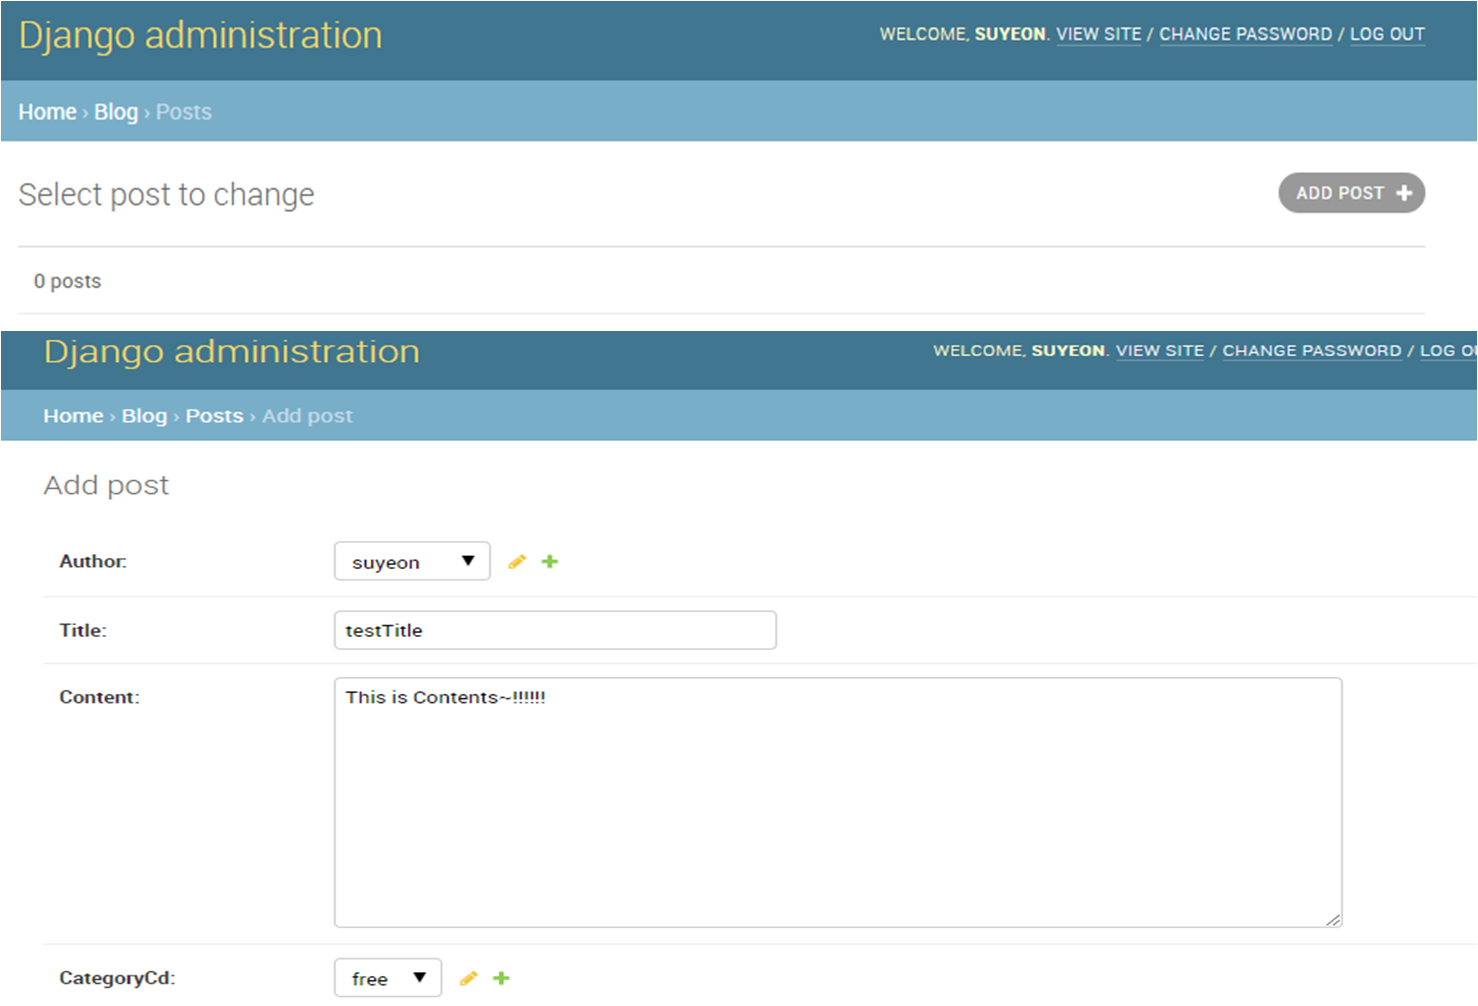 Django administration
WELCOME, SUYEON. VIEW SITE / CHANGE PASSWORD / LOG OUT
Home › Blog › Posts
Select post to change
ADD POST +
0 posts
Django administration
WELCOME, SUYEON. VIEW SITE / CHANGE PASSWORD / LOG OU
Home › Blog › Posts › Add post
Add post
Author: suyeon
Title: testTitle
Content: This is Contents~!!!!!!
CategoryCd: free